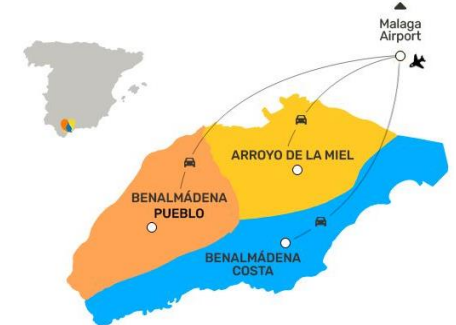 Malaga
Airport
ARROYO DE LA MIEL
BENALMÁDENA
PUEBLO
BENALMÁDENA
COSTA